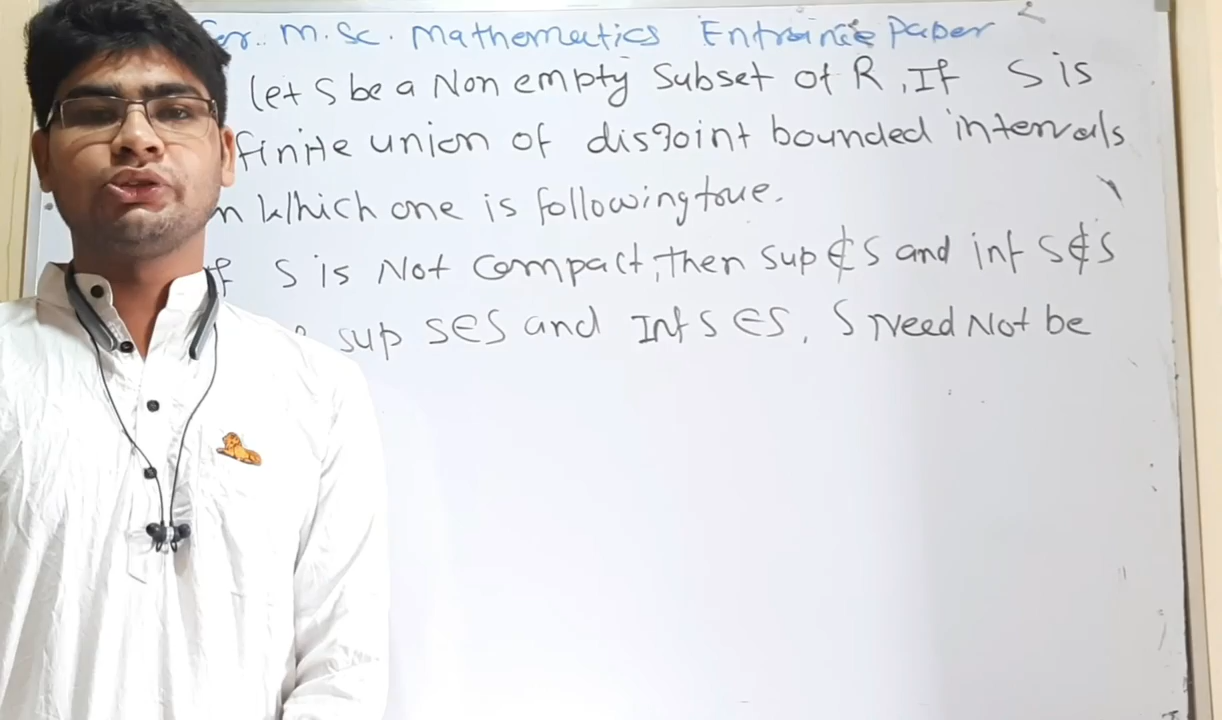 M.Sc. Mathematics Entraince Paper
let S be a Non empty Subset of R, If S is
finite union of disjoint bounded intervals
Which one is following true.
S is Not Compact, then sup ∉ S and inf S ∉ S
sup S ∈ S and Inf S ∈ S, S Need Not be